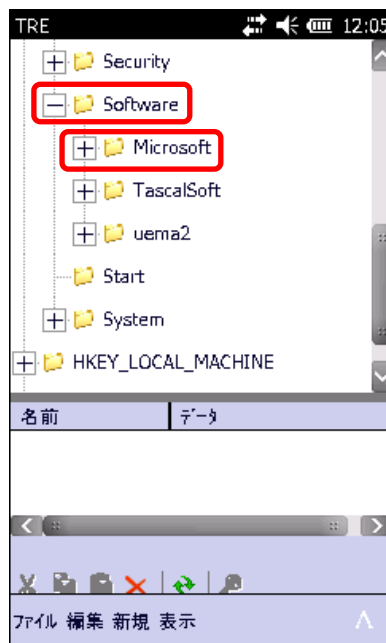 TRE 12:05
Security
Software
Microsoft
TascalSoft
uema2
Start
System
HKEY_LOCAL_MACHINE
名前 ﾃﾞｰﾀ
ﾌｧｲﾙ 編集 新規 表示